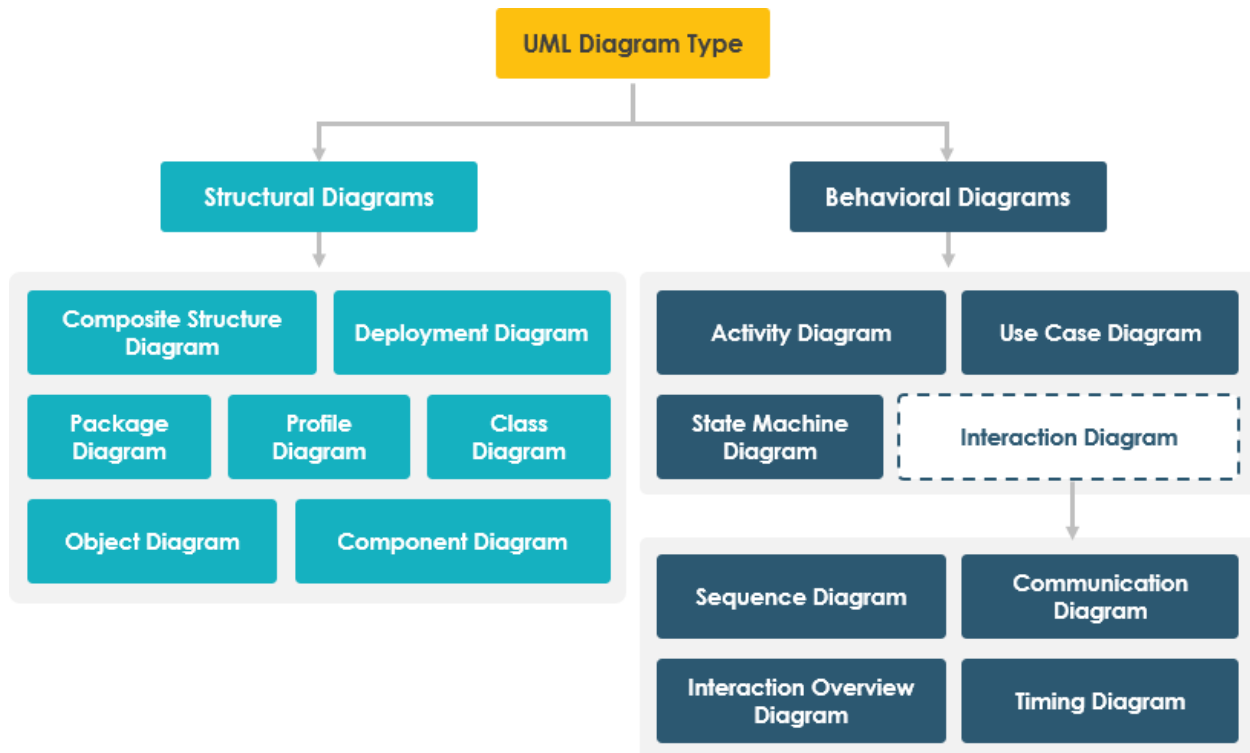 UML Diagram Type
Structural Diagrams
Behavioral Diagrams
Composite Structure
Diagram
Deployment Diagram
Package
Diagram
Profile
Diagram
Class
Diagram
Object Diagram
Component Diagram
Activity Diagram
Use Case Diagram
State Machine
Diagram
Interaction Diagram
Sequence Diagram
Communication
Diagram
Interaction Overview
Diagram
Timing Diagram